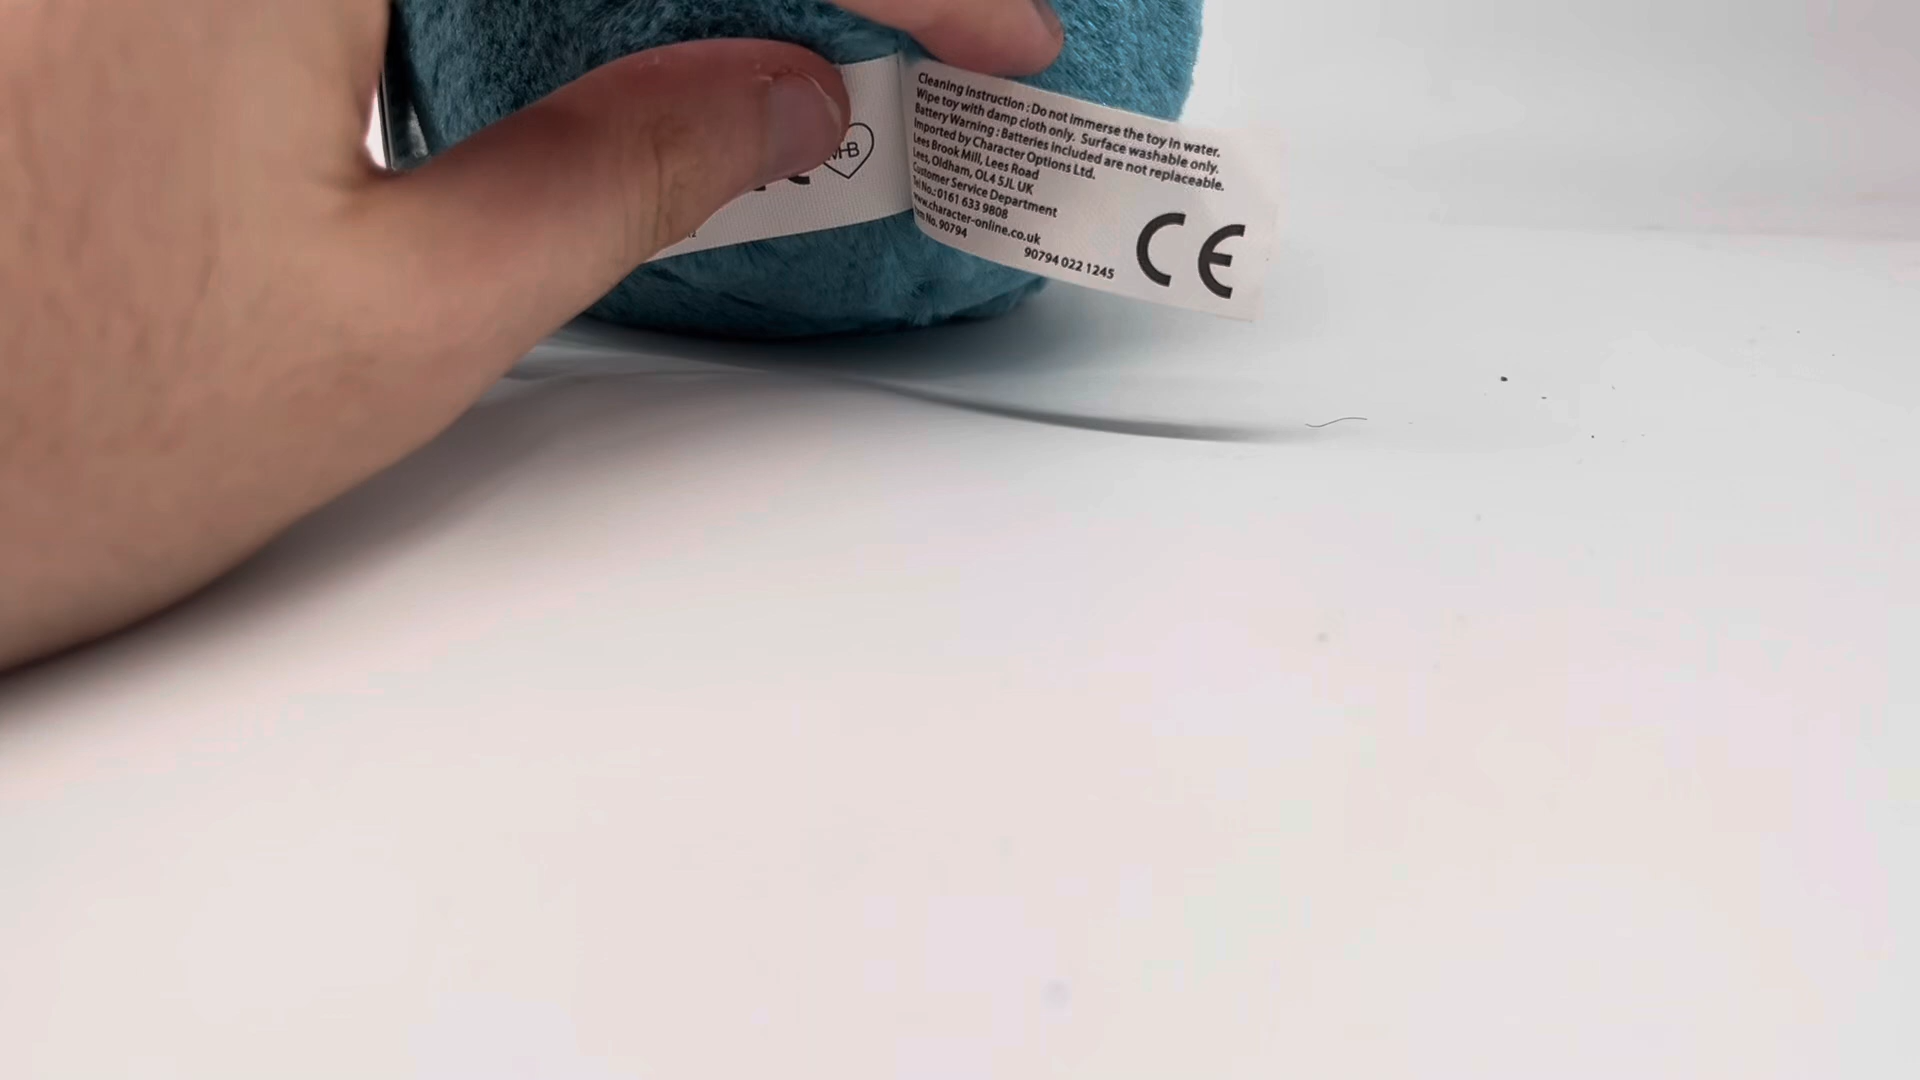 Cleaning Instruction : Do not immerse the toy in water.
Wipe toy with damp cloth only. Surface washable only.
Battery Warning : Batteries included are not replaceable.
Imported by Character Options Ltd.
Lees Brook Mill, Lees Road
Lees, Oldham, OL4 5JL UK
Customer Service Department
Tel No.: 0161 633 9808
www.character-online.co.uk
Item No. 90794
90794 022 1245
CE